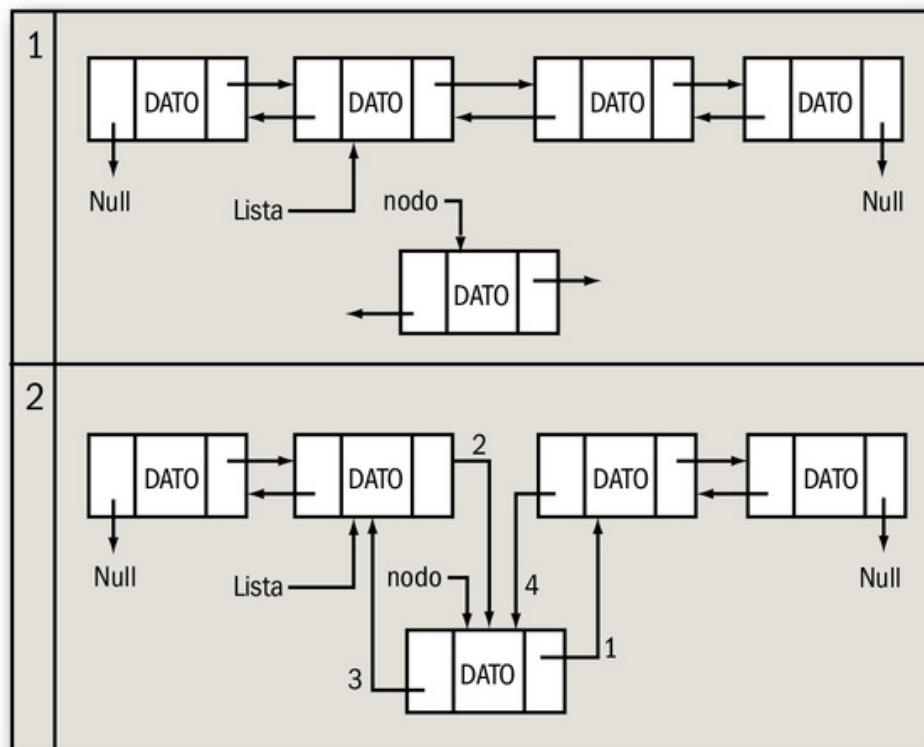 1
DATO DATO DATO DATO
Null Lista nodo Null
DATO
2
DATO DATO 2 DATO DATO
Null Lista nodo 4 Null
3 DATO 1